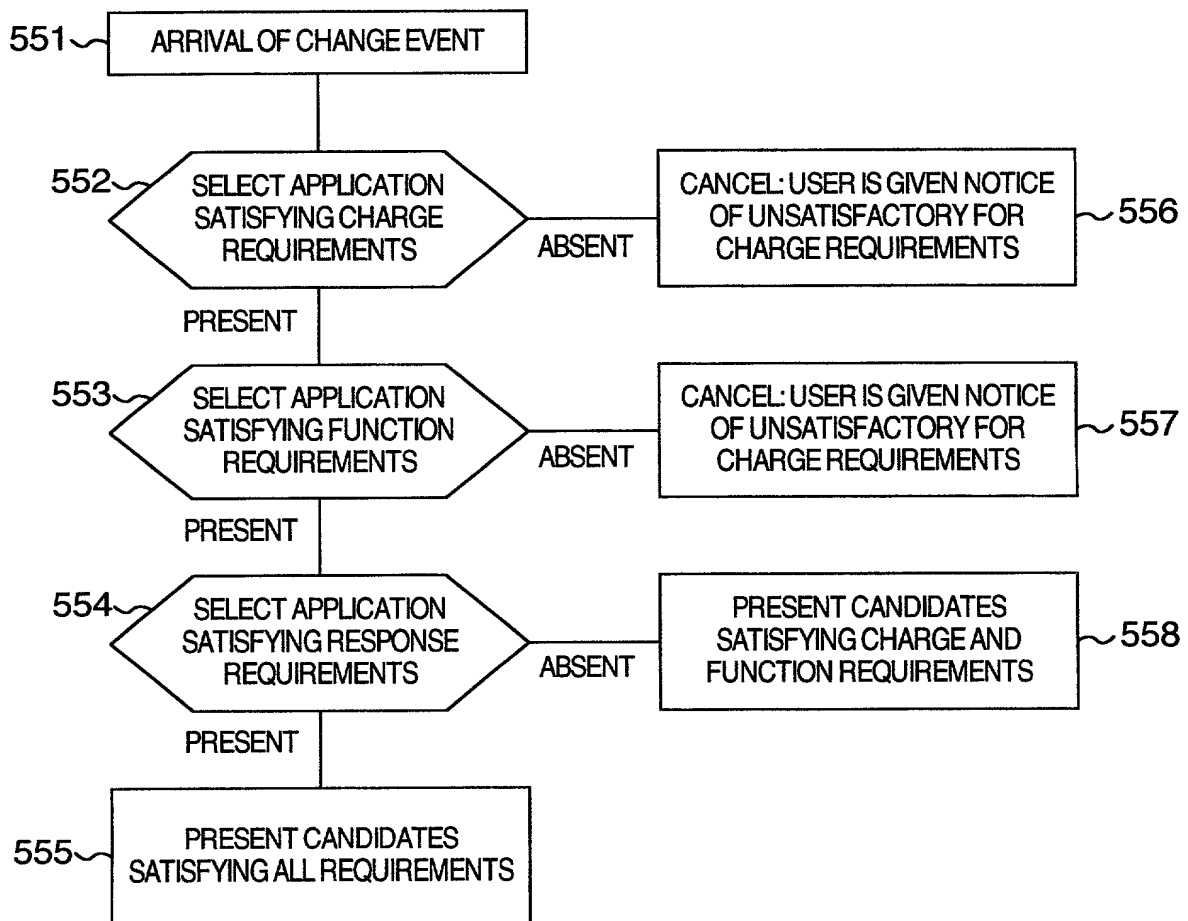 551
ARRIVAL OF CHANGE EVENT
552
SELECT APPLICATION
SATISFYING CHARGE
REQUIREMENTS
ABSENT
CANCEL: USER IS GIVEN NOTICE
OF UNSATISFACTORY FOR
CHARGE REQUIREMENTS
556
PRESENT
553
SELECT APPLICATION
SATISFYING FUNCTION
REQUIREMENTS
ABSENT
CANCEL: USER IS GIVEN NOTICE
OF UNSATISFACTORY FOR
CHARGE REQUIREMENTS
557
PRESENT
554
SELECT APPLICATION
SATISFYING RESPONSE
REQUIREMENTS
ABSENT
PRESENT CANDIDATES
SATISFYING CHARGE AND
FUNCTION REQUIREMENTS
558
PRESENT
555
PRESENT CANDIDATES
SATISFYING ALL REQUIREMENTS